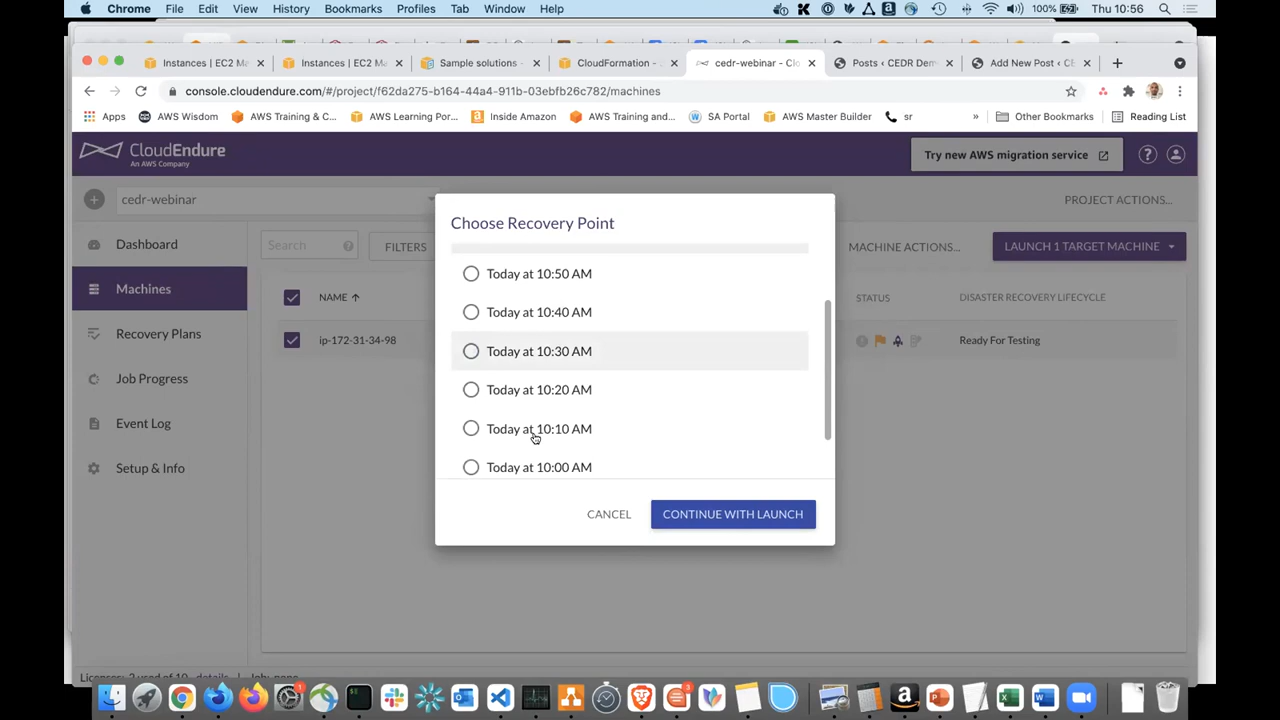 Chrome File Edit View History Bookmarks Profiles Tab Window Help 100% Thu 10:56
Instances | EC2 Ma Instances | EC2 M Sample solutions - CloudFormation - cedr-webinar - Clo Posts ‹ CEDR Dem Add New Post ‹ CE
console.cloudendure.com/#/project/f62da275-b164-44a4-911b-03ebfb26c782/machines
Apps AWS Wisdom AWS Training & C... AWS Learning Por... Inside Amazon AWS Training and... SA Portal AWS Master Builder sr » Other Bookmarks Reading List
CloudEndure
An AWS Company
Try new AWS migration service
cedr-webinar
PROJECT ACTIONS...
Dashboard
Machines
Recovery Plans
Job Progress
Event Log
Setup & Info
Search
FILTERS
MACHINE ACTIONS...
LAUNCH 1 TARGET MACHINE
NAME
STATUS
DISASTER RECOVERY LIFECYCLE
ip-172-31-34-98
Ready For Testing
Choose Recovery Point
Today at 10:50 AM
Today at 10:40 AM
Today at 10:30 AM
Today at 10:20 AM
Today at 10:10 AM
Today at 10:00 AM
CANCEL
CONTINUE WITH LAUNCH